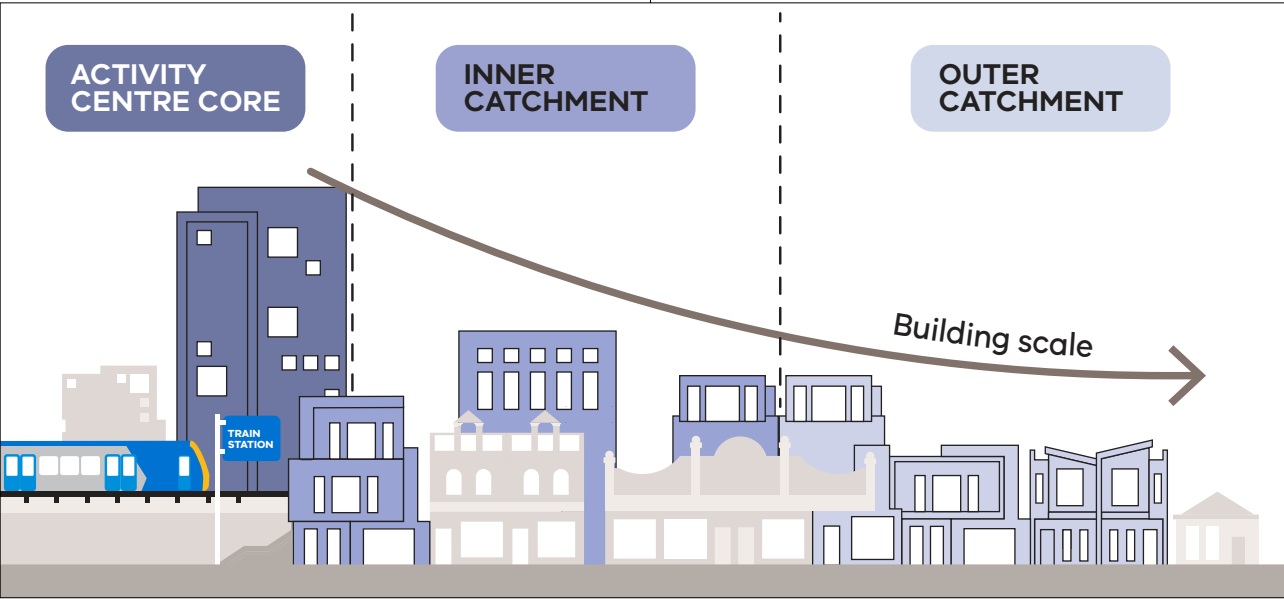 ACTIVITY
CENTRE CORE
INNER
CATCHMENT
OUTER
CATCHMENT
Building scale
TRAIN
STATION